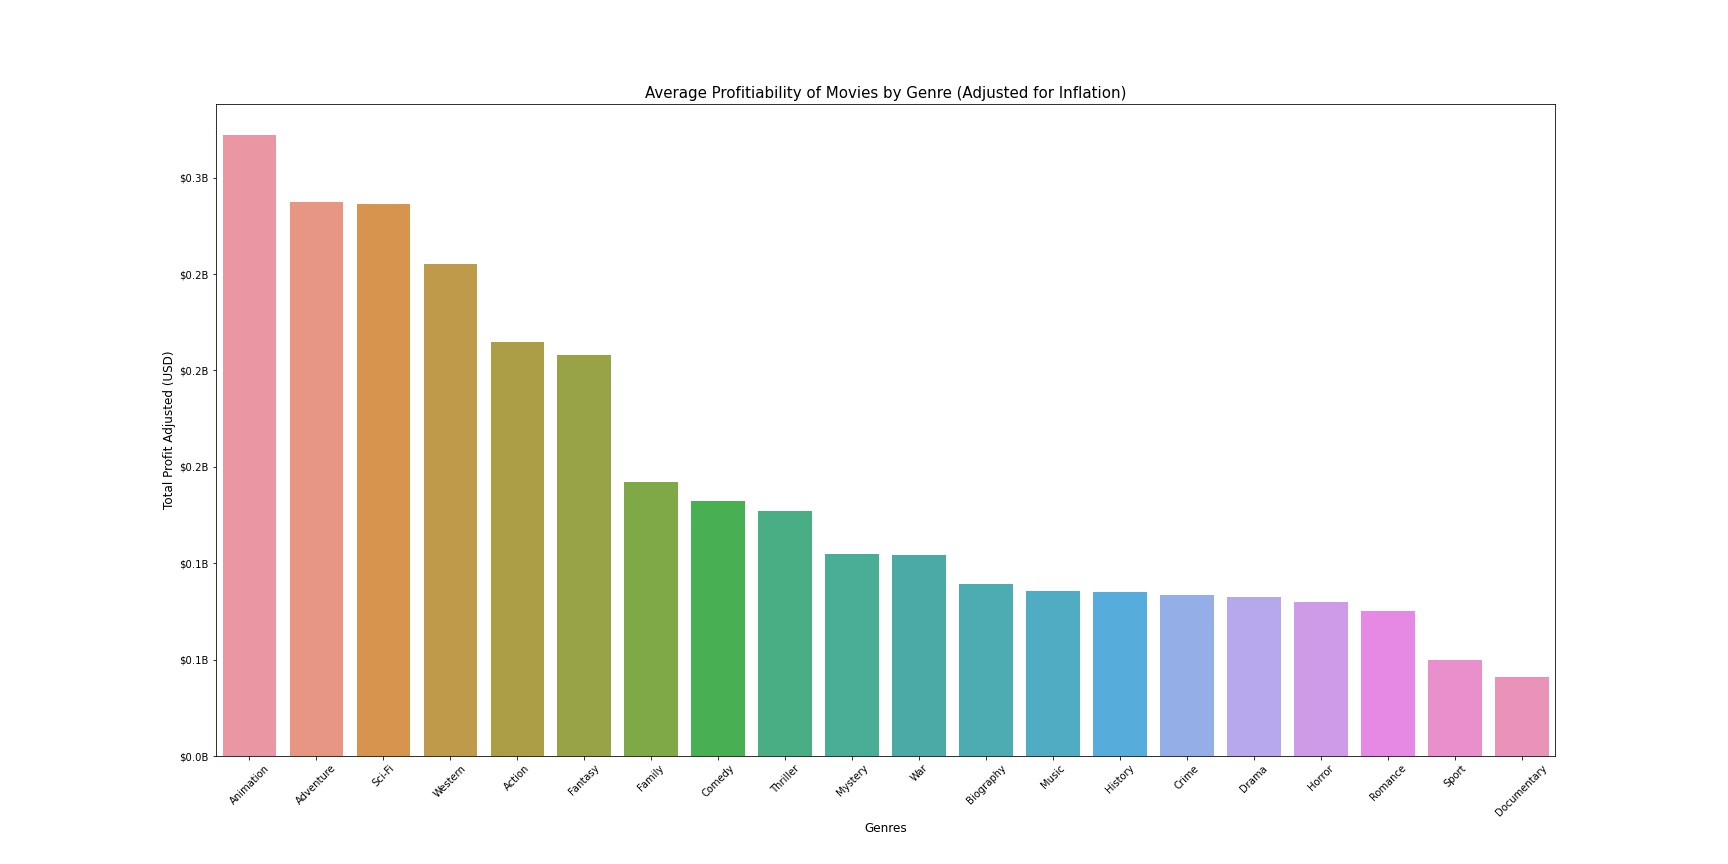 Average Profitiability of Movies by Genre (Adjusted for Inflation)
Total Profit Adjusted (USD)
$0.3B
$0.2B
$0.2B
$0.2B
$0.1B
$0.1B
$0.0B
Animation
Adventure
Sci-Fi
Western
Action
Fantasy
Family
Comedy
Thriller
Mystery
War
Biography
Music
History
Crime
Drama
Horror
Romance
Sport
Documentary
Genres